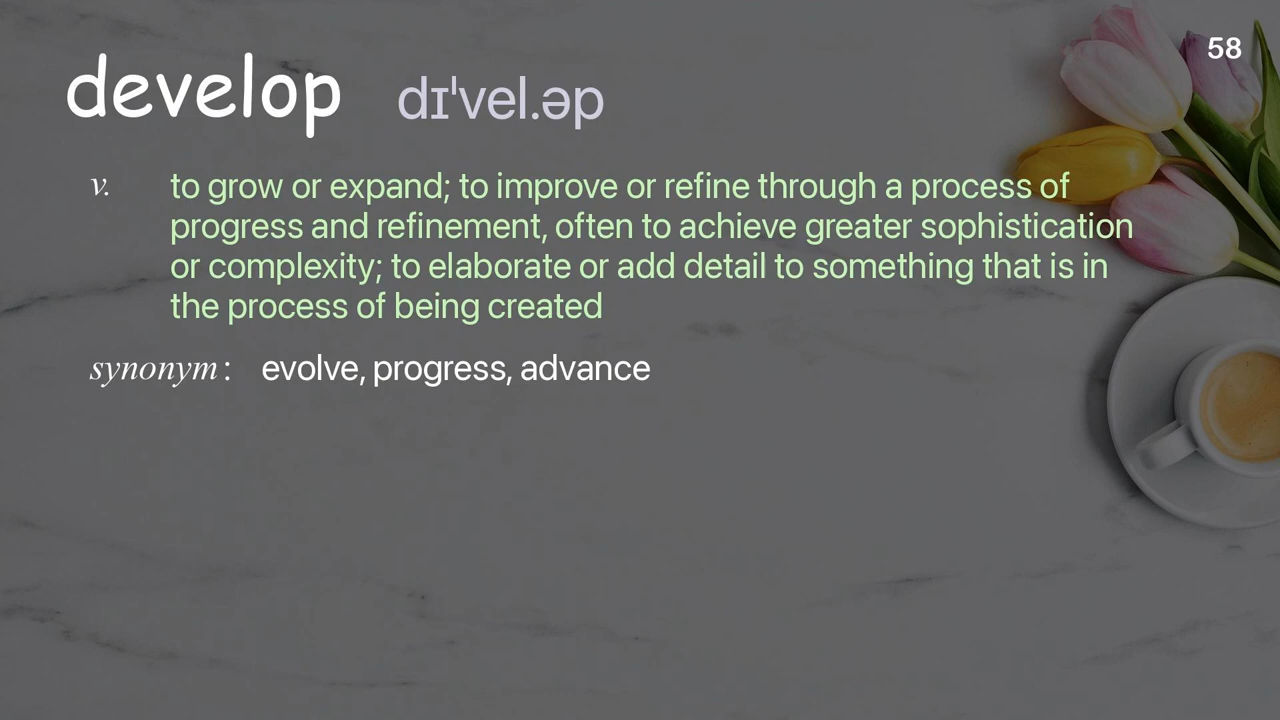 58
develop dɪˈvel.əp
v. to grow or expand; to improve or refine through a process of
progress and refinement, often to achieve greater sophistication
or complexity; to elaborate or add detail to something that is in
the process of being created
synonym : evolve, progress, advance